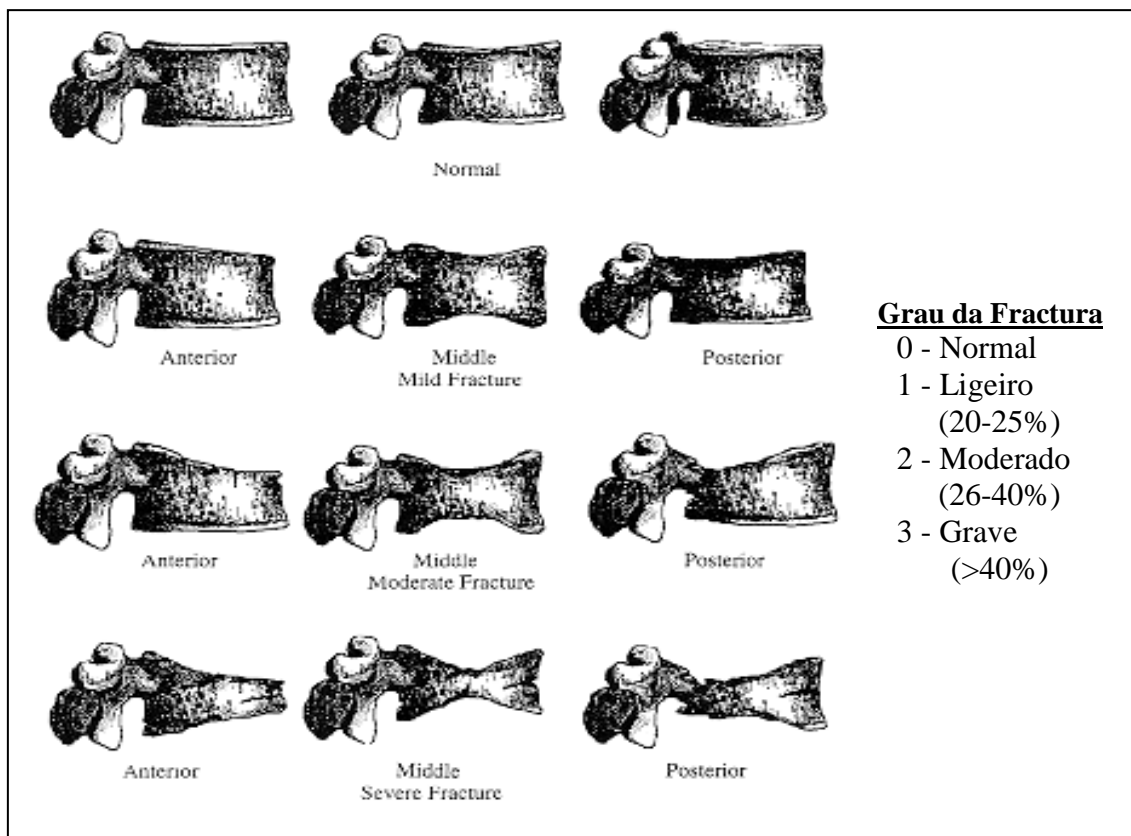 Normal
Anterior
Middle
Mild Fracture
Posterior
Anterior
Middle
Moderate Fracture
Posterior
Anterior
Middle
Severe Fracture
Posterior
Grau da Fractura
0 - Normal
1 - Ligeiro
(20-25%)
2 - Moderado
(26-40%)
3 - Grave
(>40%)